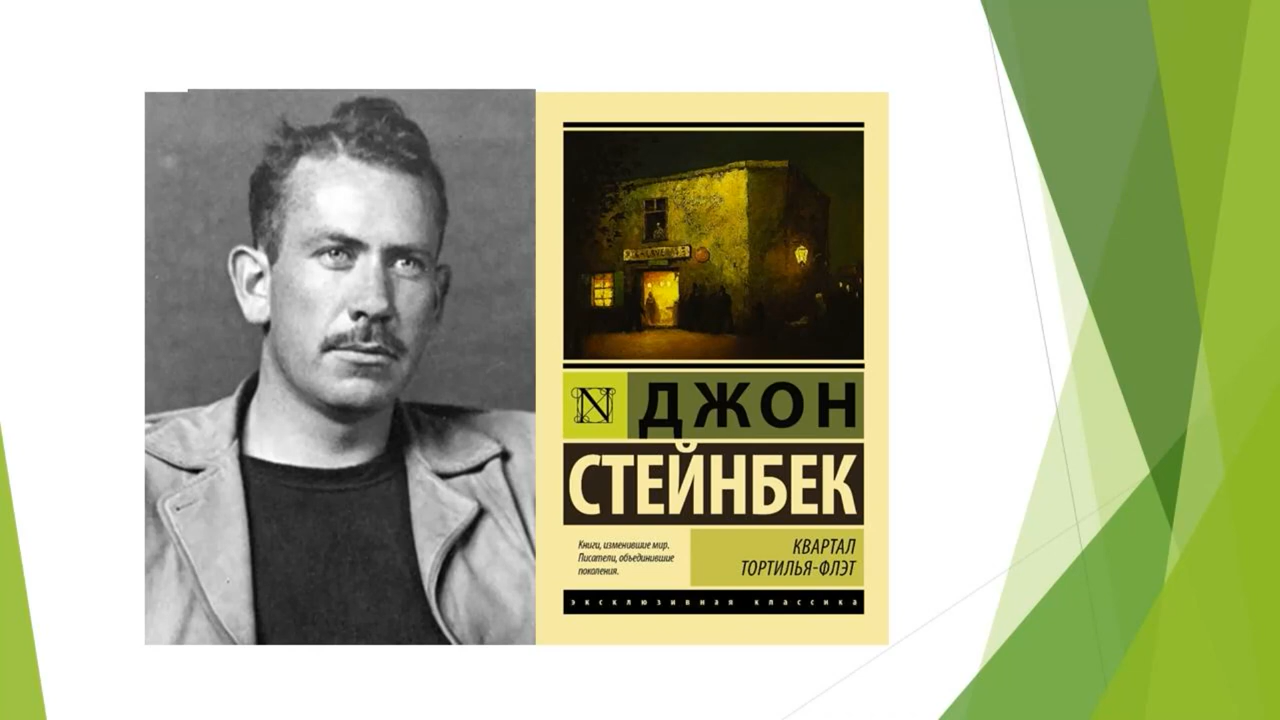 N
ДЖОН
СТЕЙНБЕК
Книги, изменившие мир.
Писатели, объединившие
поколения.
КВАРТАЛ
ТОРТИЛЬЯ-ФЛЭТ
эксклюзивная классика